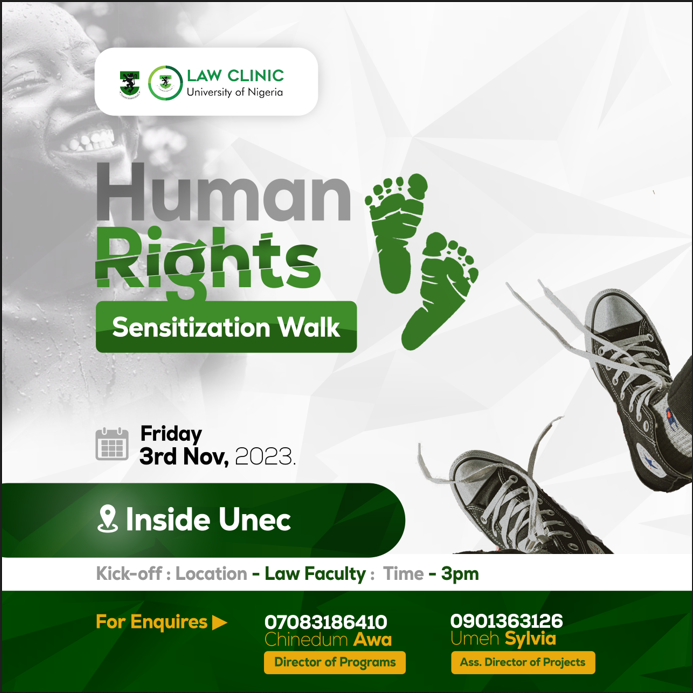 LAW CLINIC
University of Nigeria
Human
Rights
Sensitization Walk
Friday
3rd Nov, 2023.
Inside Unec
Kick-off : Location - Law Faculty : Time - 3pm
For Enquires
07083186410
Chinedum Awa
Director of Programs
0901363126
Umeh Sylvia
Ass. Director of Projects